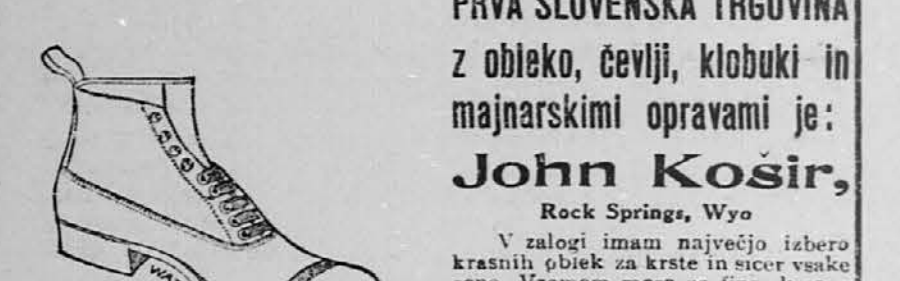 PRVA SLOVENSKA TRGOVINA
z obleko, čevlji, klobuki in
majnarskimi opravami je:
John Košir,
Rock Springs, Wyo
V zalogi imam največjo izbero
krasnih oblek za krste in sicer vsake